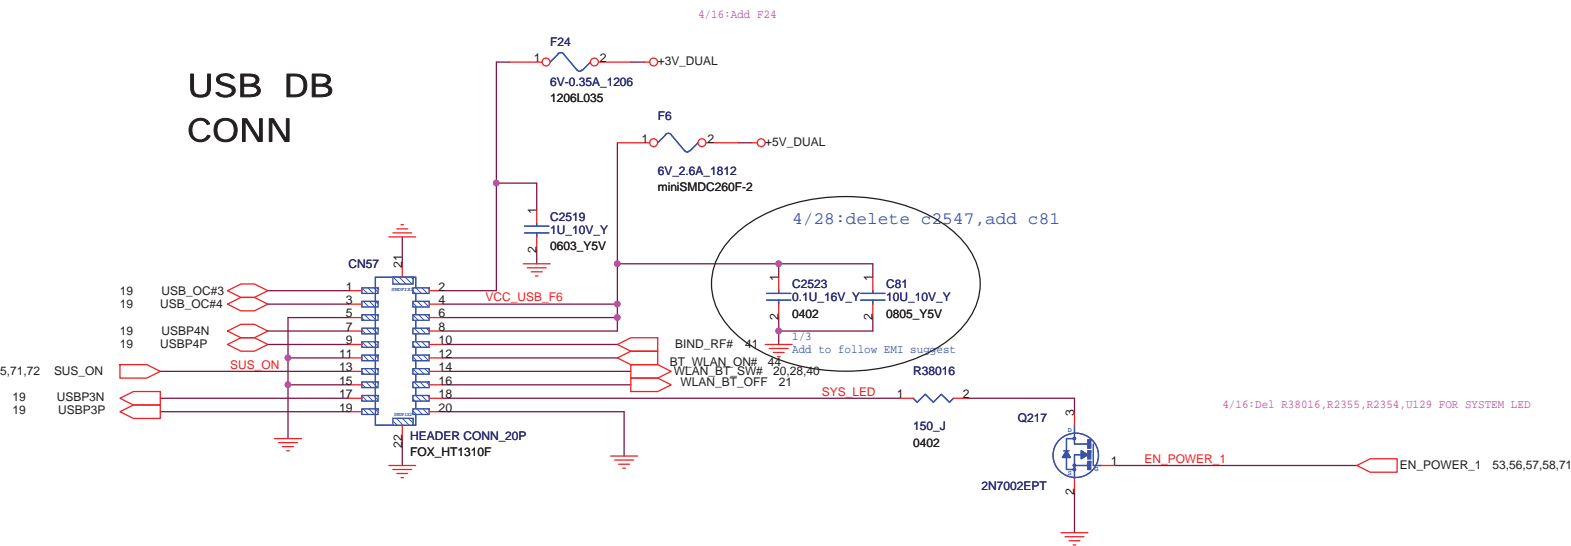 4/16:Add F24
USB DB
CONN
F24
1 2 +3V_DUAL
6V-0.35A_1206
1206L035
F6
1 2 +5V_DUAL
6V_2.6A_1812
miniSMDC260F-2
4/28:delete c2547,add c81
1
C2519
1U_10V_Y
2 0603_Y5V
21
CN57
1 C2523 1 C81
0.1U_16V_Y 10U_10V_Y
2 0402 2 0805_Y5V
1/3
Add to follow EMI suggest
19 USB_OC#3 1 2
19 USB_OC#4 3 4 VCC_USB_F6
5 6
19 USBP4N 7 8
19 USBP4P 9 10 BIND_RF# 41
11 12 BT_WLAN_ON# 44
5,71,72 SUS_ON SUS_ON 13 14 WLAN_BT_SW# 20,28,40
15 16 WLAN_BT_OFF 21
19 USBP3N 17 18 SYS_LED
19 USBP3P 19 20
22
HEADER CONN_20P
FOX_HT1310F
R38016
1 2
150_J
0402
4/16:Del R38016,R2355,R2354,U129 FOR SYSTEM LED
Q217
3
1 EN_POWER_1 EN_POWER_1 53,56,57,58,71
2
2N7002EPT